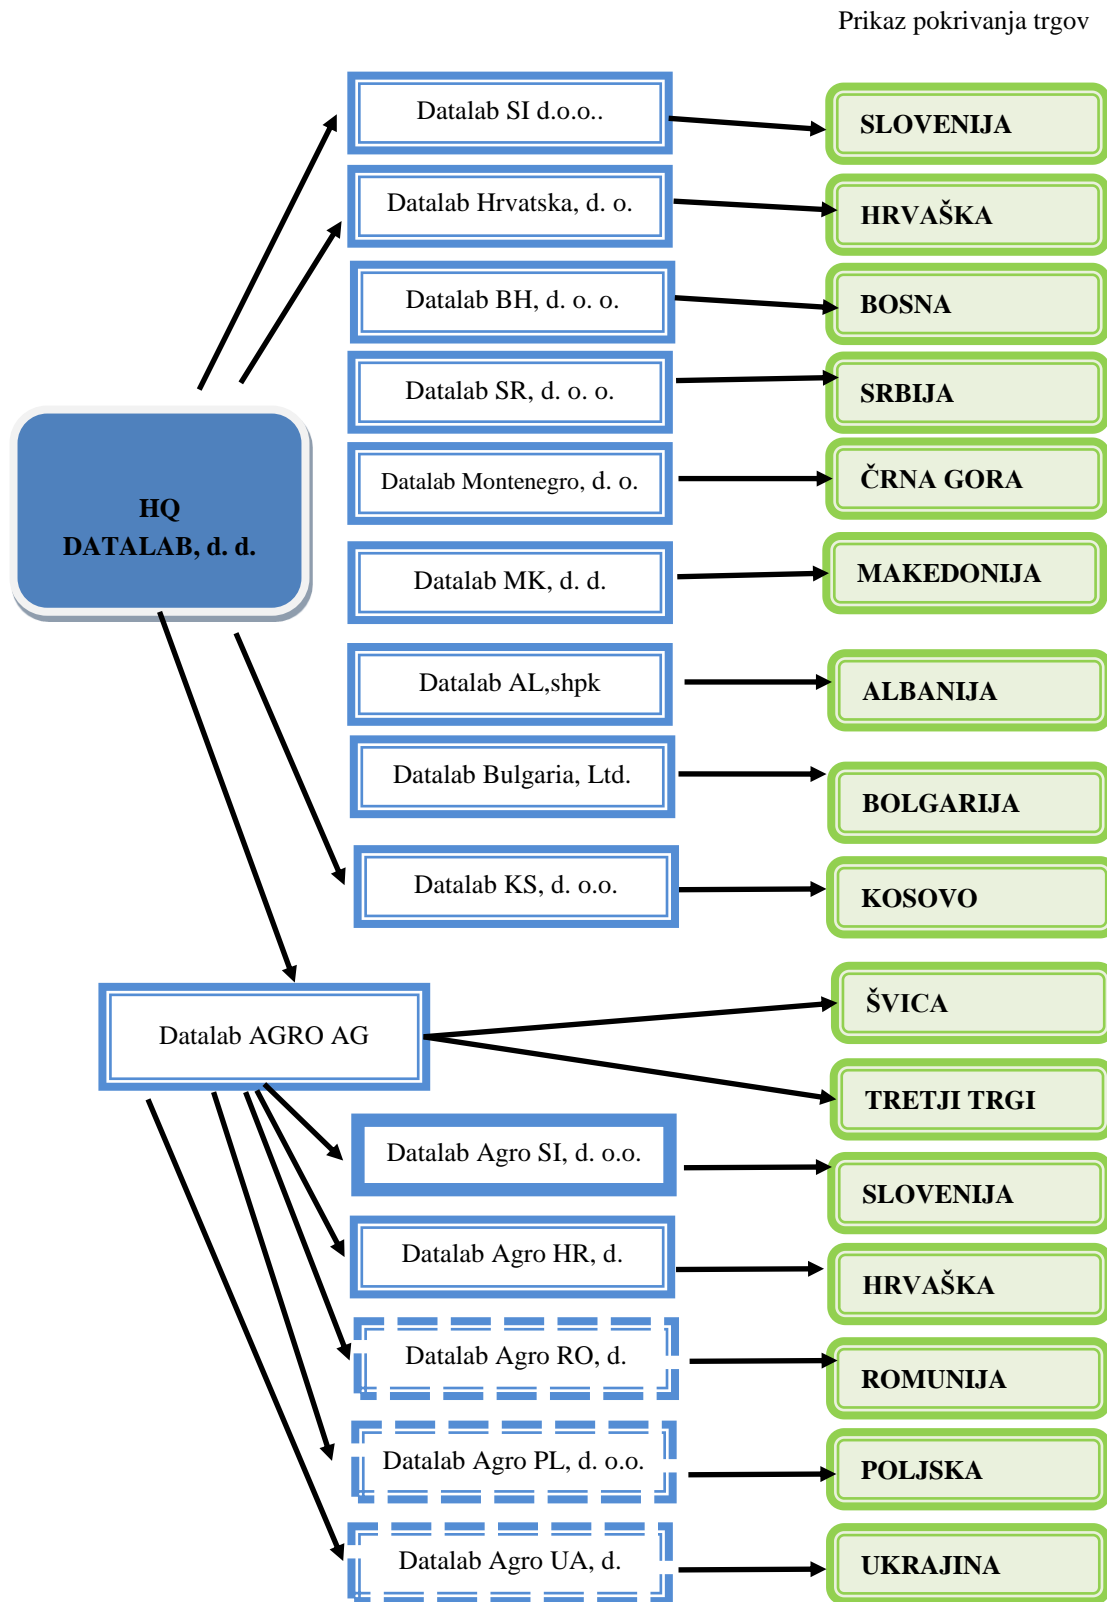 Prikaz pokrivanja trgov
Datalab SI d.o.o..
SLOVENIJA
Datalab Hrvatska, d. o.
HRVAŠKA
Datalab BH, d. o. o.
BOSNA
Datalab SR, d. o. o.
SRBIJA
HQ
DATALAB, d. d.
Datalab Montenegro, d. o.
ČRNA GORA
Datalab MK, d. d.
MAKEDONIJA
Datalab AL,shpk
ALBANIJA
Datalab Bulgaria, Ltd.
BOLGARIJA
Datalab KS, d. o.o.
KOSOVO
Datalab AGRO AG
ŠVICA
TRETJI TRGI
Datalab Agro SI, d. o.o.
SLOVENIJA
Datalab Agro HR, d.
HRVAŠKA
Datalab Agro RO, d.
ROMUNIJA
Datalab Agro PL, d. o.o.
POLJSKA
Datalab Agro UA, d.
UKRAJINA